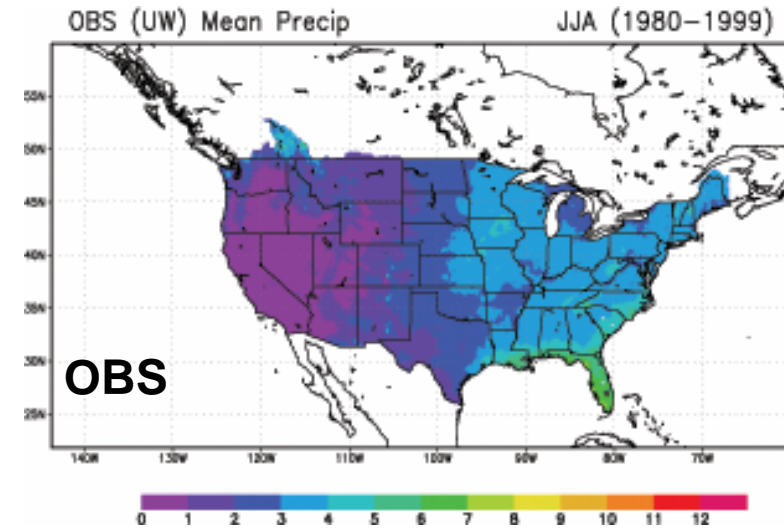 OBS (UW) Mean Precip JJA (1980-1999)
55N
50N
45N
40N
35N
30N
25N
OBS
140W 130W 120W 110W 100W 90W 80W 70W
0 1 2 3 4 5 6 7 8 9 10 11 12